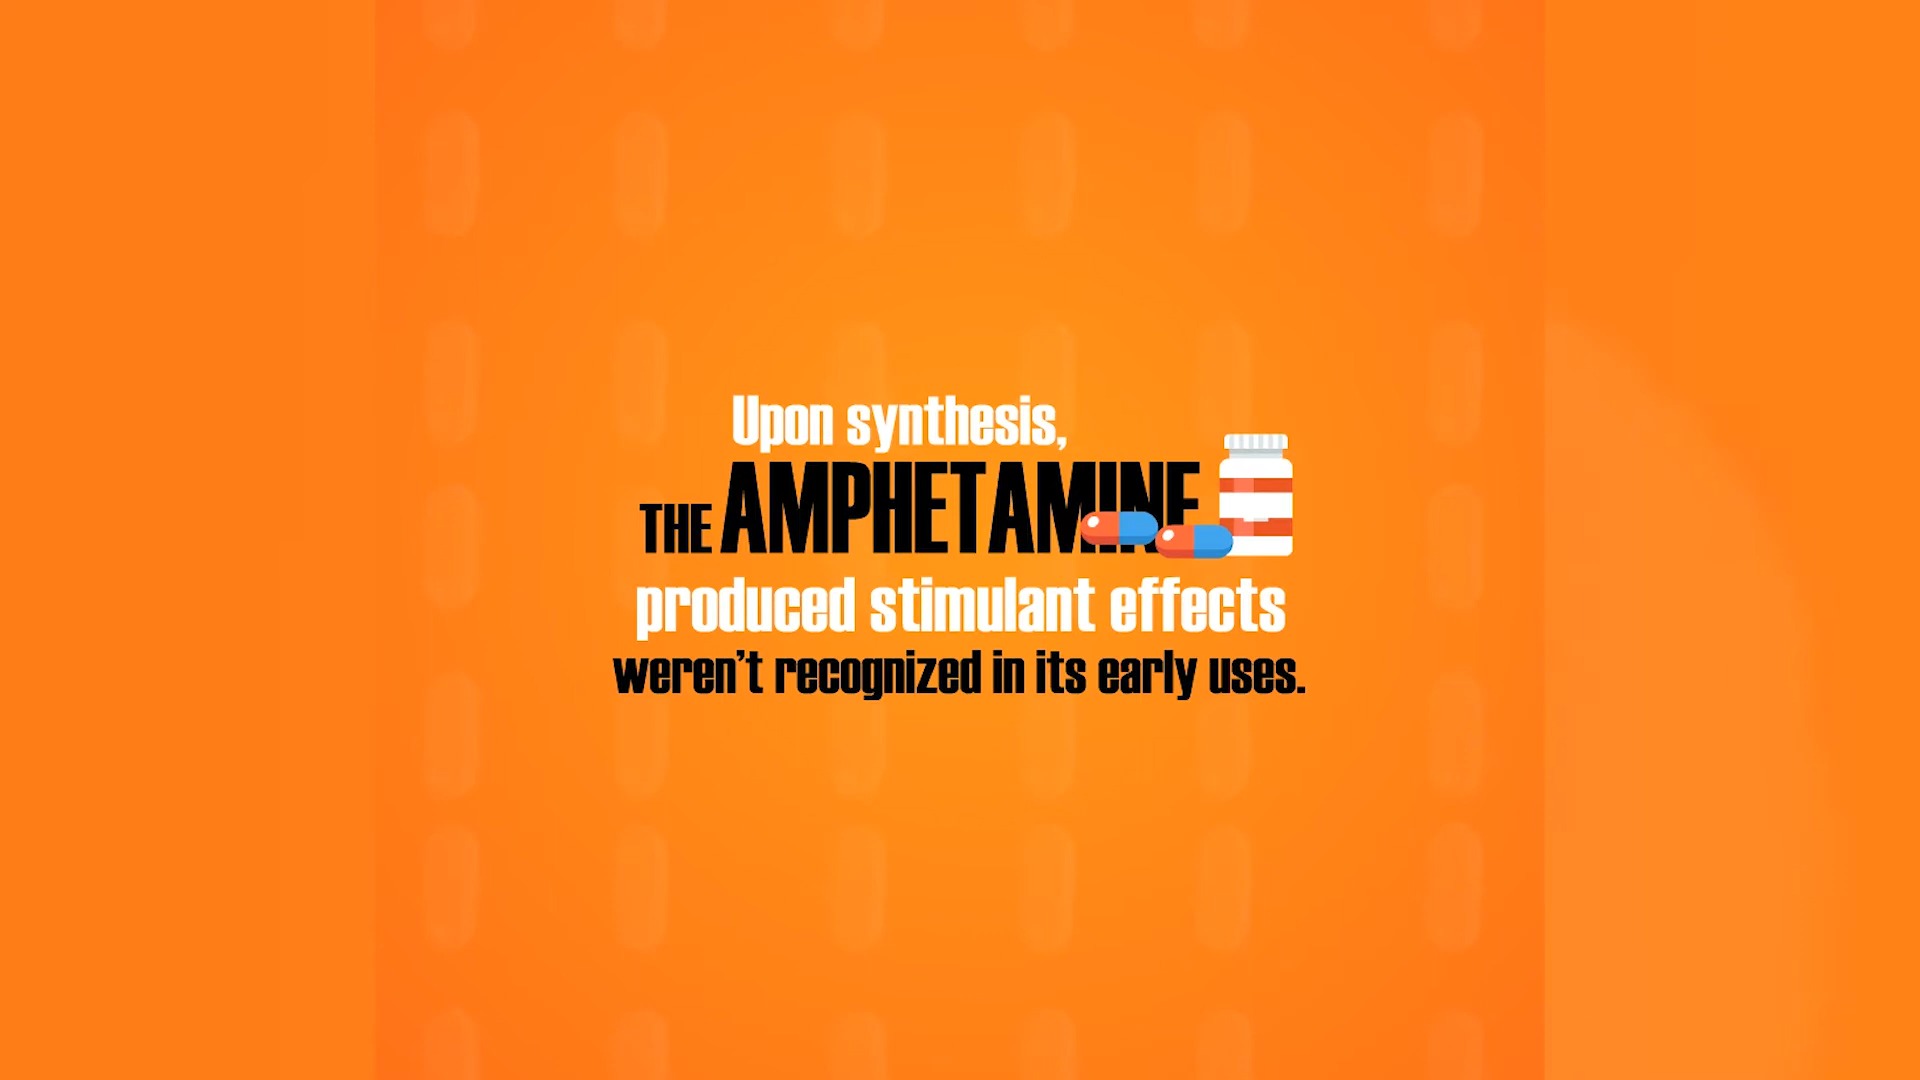 Upon synthesis,
THE AMPHETAMINE
produced stimulant effects
weren't recognized in its early uses.